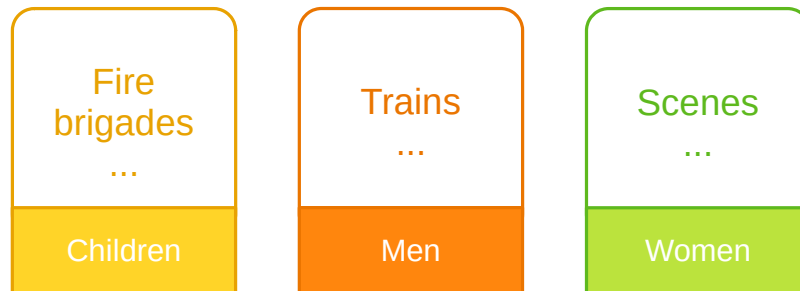 Fire
brigades
...
Children
Trains
...
Men
Scenes
...
Women